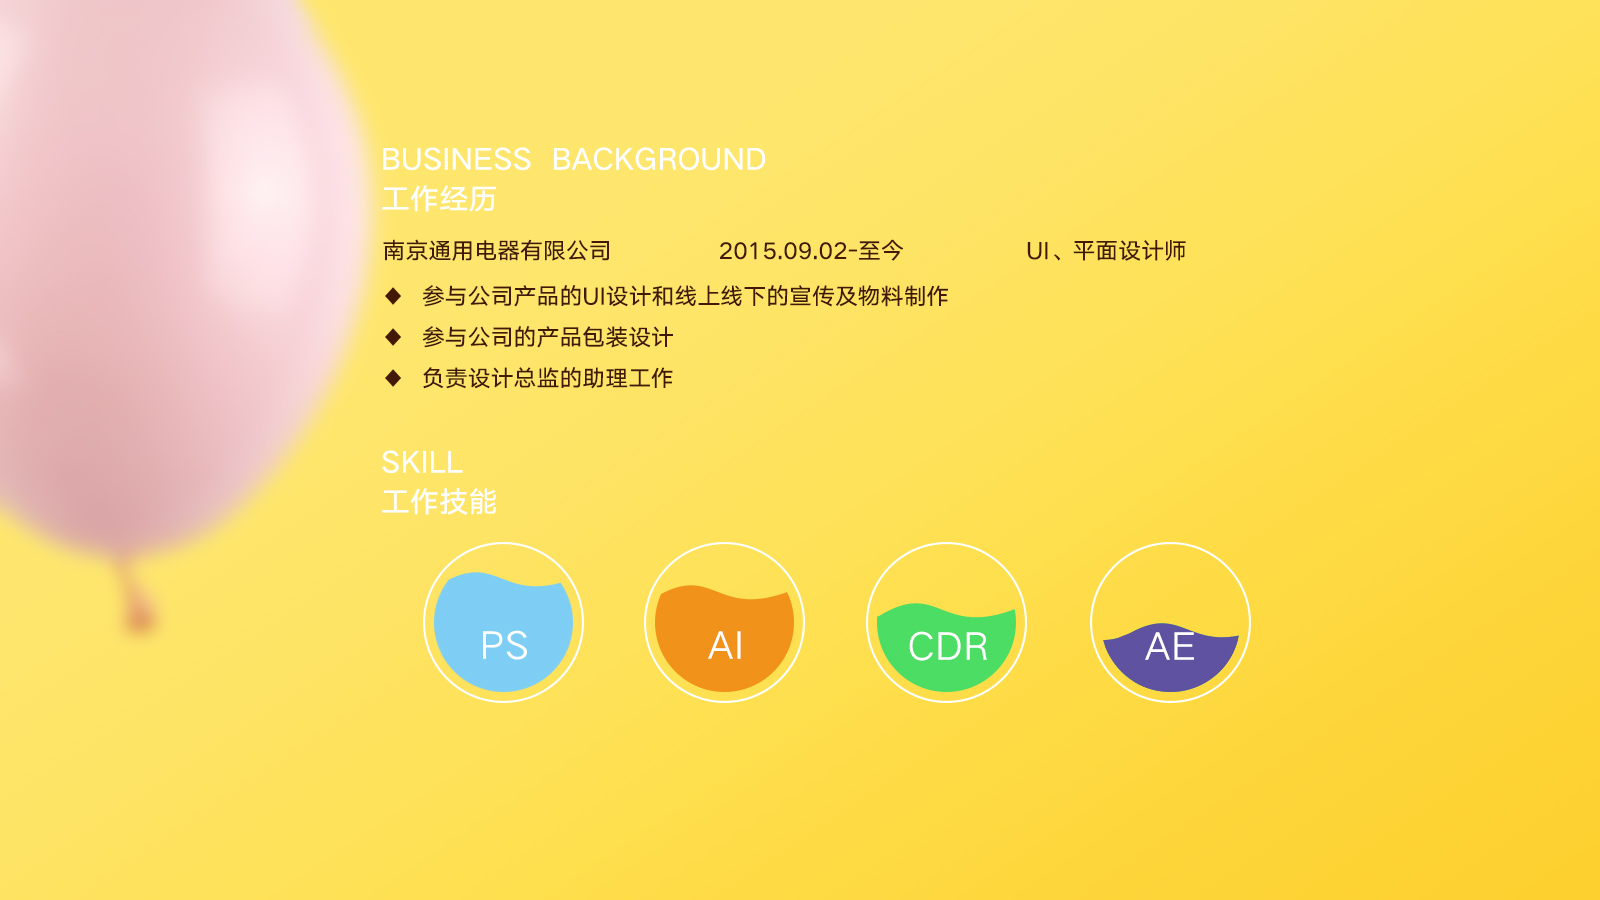 BUSINESS BACKGROUND
工作经历
南京通用电器有限公司 2015.09.02-至今 UI、平面设计师
◆ 参与公司产品的UI设计和线上线下的宣传及物料制作
◆ 参与公司的产品包装设计
◆ 负责设计总监的助理工作
SKILL
工作技能
PS AI CDR AE